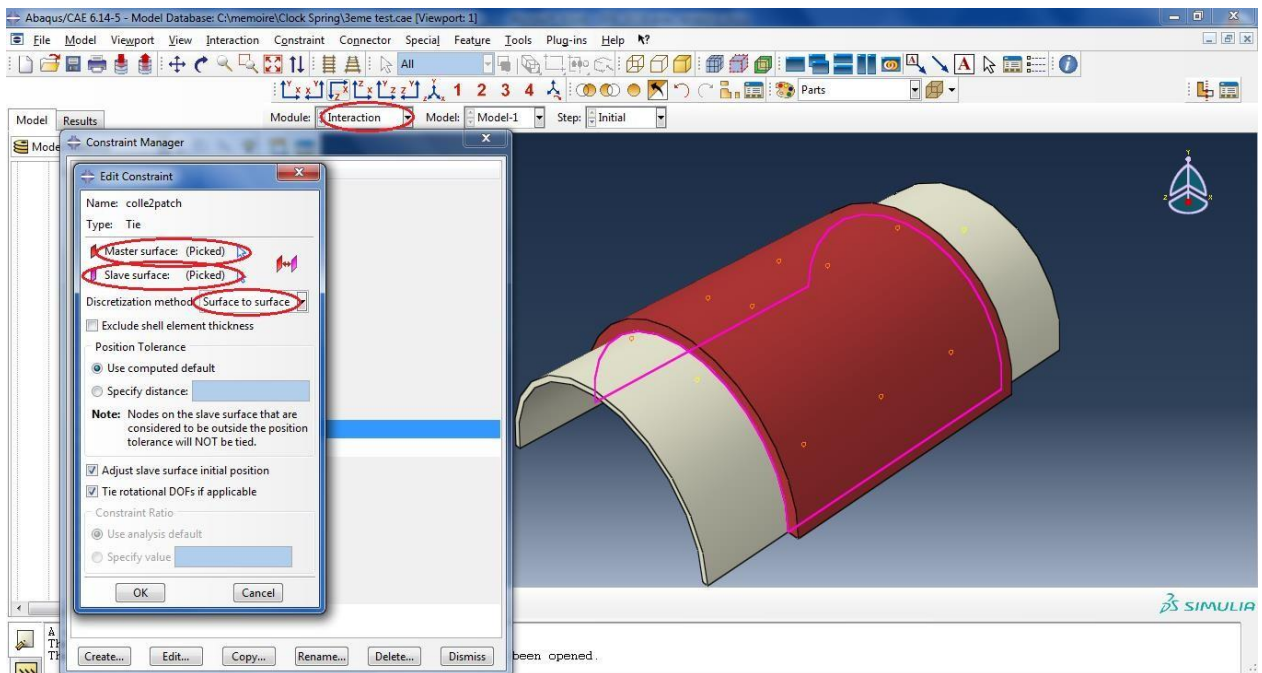 Abaqus/CAE 6.14-5 - Model Database: C:\memoire\Clock Spring\3eme test.cae [Viewport: 1]
File Model Viewport View Interaction Constraint Connector Special Feature Tools Plug-ins Help
All
1 2 3 4 Parts
Model Results Module: Interaction Model: Model-1 Step: Initial
Mode
Constraint Manager
Edit Constraint
Name: colle2patch
Type: Tie
Master surface: (Picked)
Slave surface: (Picked)
Discretization method: Surface to surface
Exclude shell element thickness
Position Tolerance
Use computed default
Specify distance:
Note: Nodes on the slave surface that are
considered to be outside the position
tolerance will NOT be tied.
Adjust slave surface initial position
Tie rotational DOFs if applicable
Constraint Ratio
Use analysis default
Specify value
OK Cancel
Y
Z X
SIMULIA
A
Th
Th
Create... Edit... Copy... Rename... Delete... Dismiss been opened.